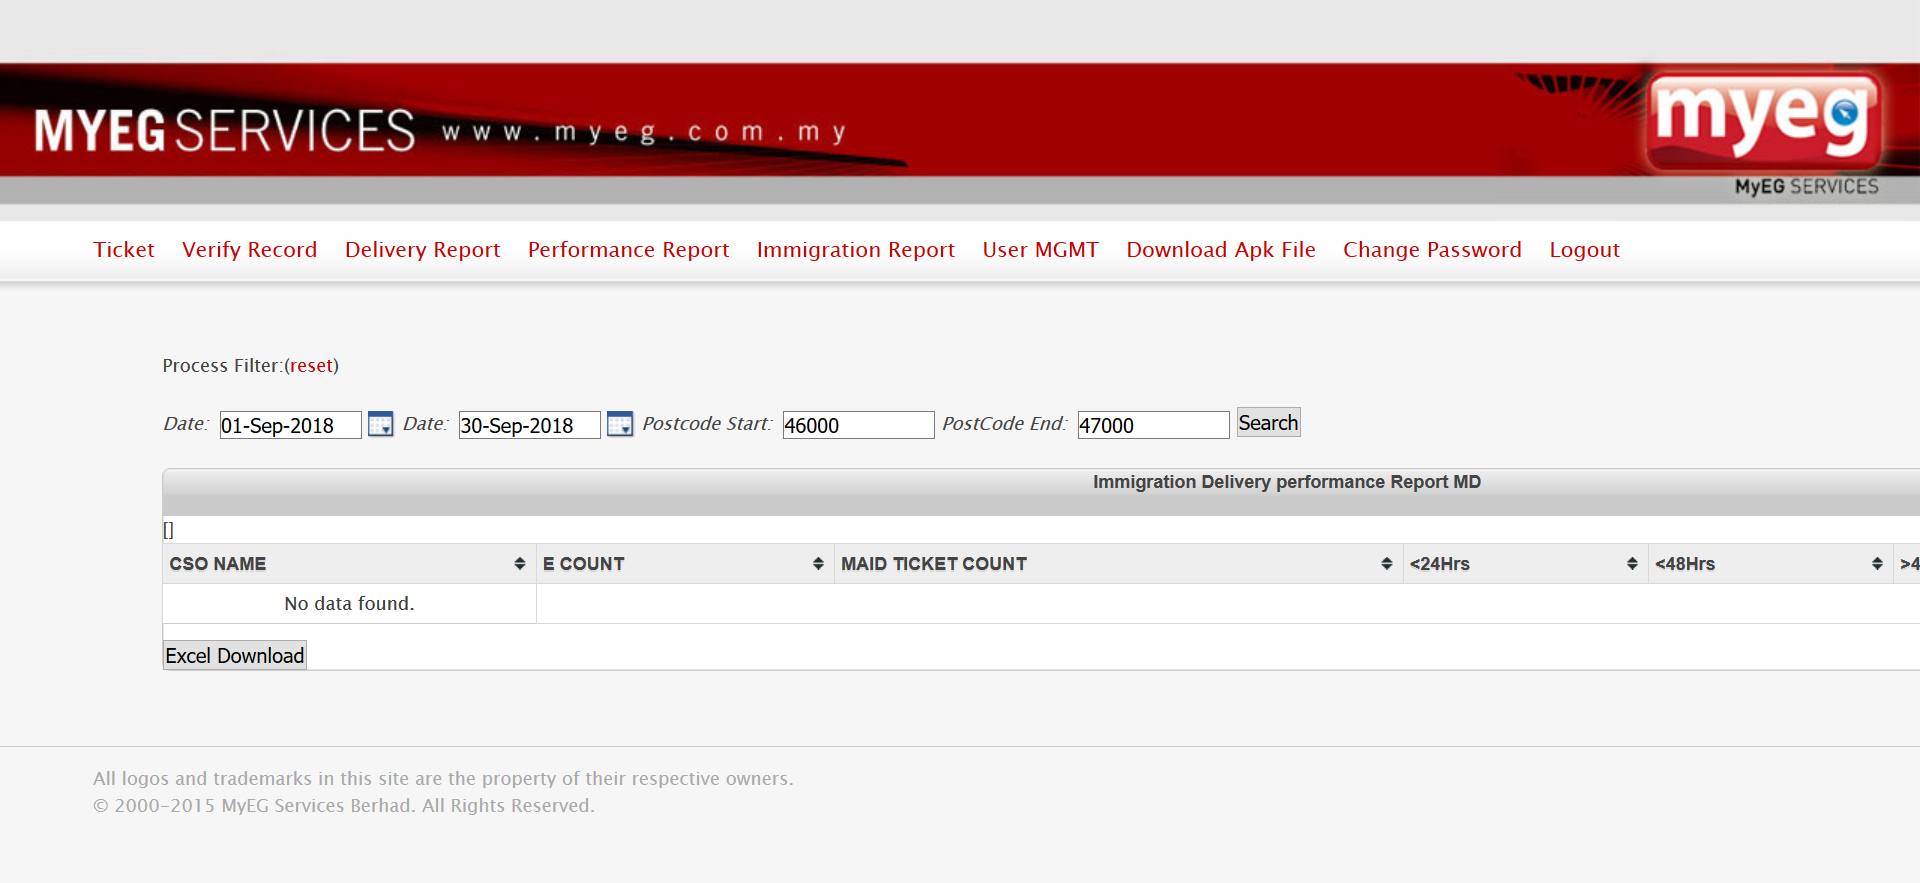 MYEG SERVICES www.myeg.com.my
myeg
MyEG SERVICES
Ticket Verify Record Delivery Report Performance Report Immigration Report User MGMT Download Apk File Change Password Logout
Process Filter:(reset)
Date: 01-Sep-2018 Date: 30-Sep-2018 Postcode Start: 46000 PostCode End: 47000 Search
Immigration Delivery performance Report MD
[]
CSO NAME E COUNT MAID TICKET COUNT <24Hrs <48Hrs >4
No data found.
Excel Download
All logos and trademarks in this site are the property of their respective owners.
© 2000-2015 MyEG Services Berhad. All Rights Reserved.